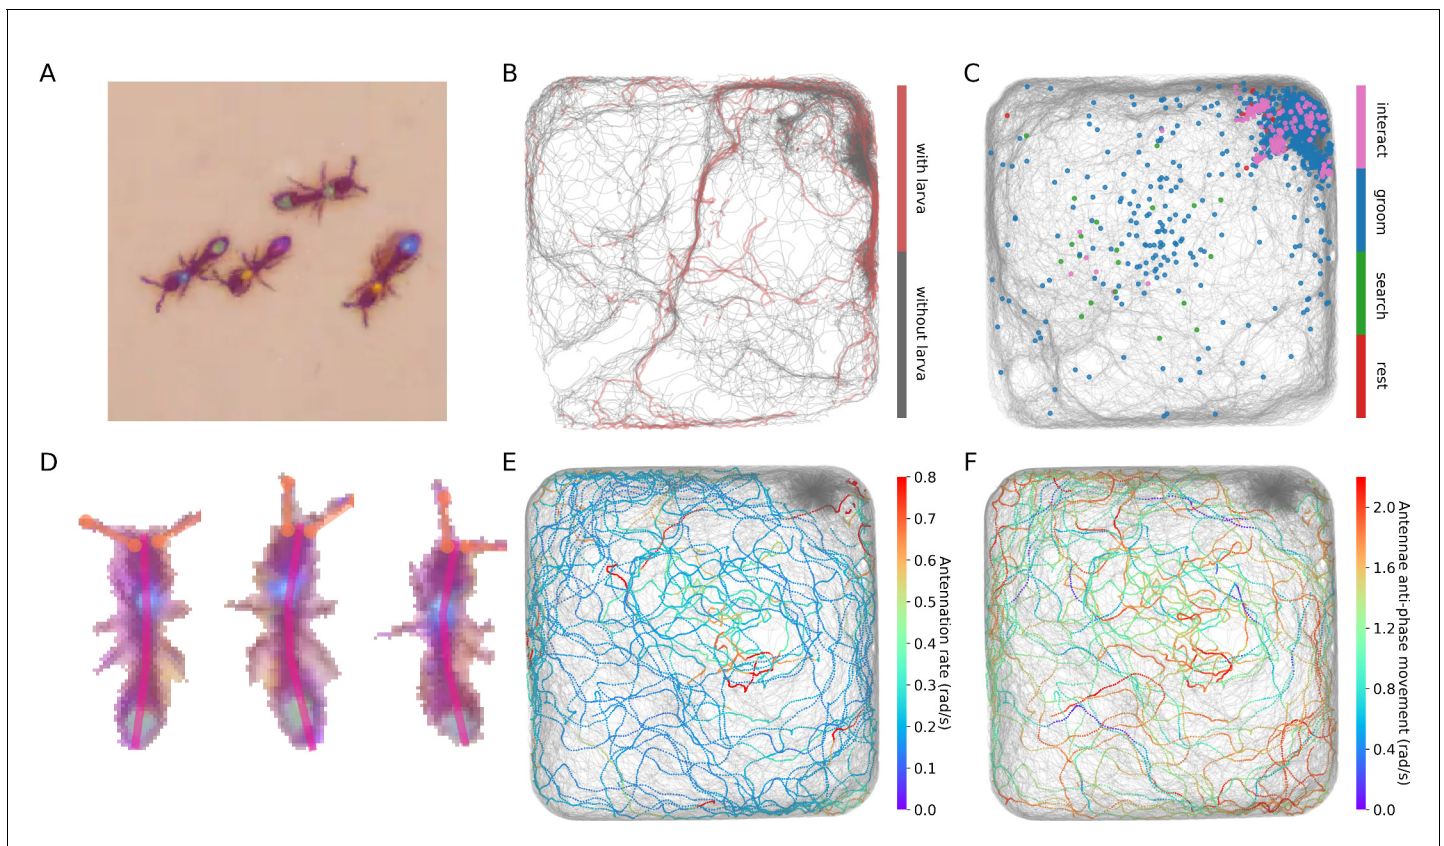 A
B
with larva
without larva
C
interact
groom
search
rest
D
E
0.8
0.7
0.6
0.5
0.4
0.3
0.2
0.1
0.0
Antennation rate (rad/s)
F
2.0
1.6
1.2
0.8
0.4
0.0
Antennae anti-phase movement (rad/s)